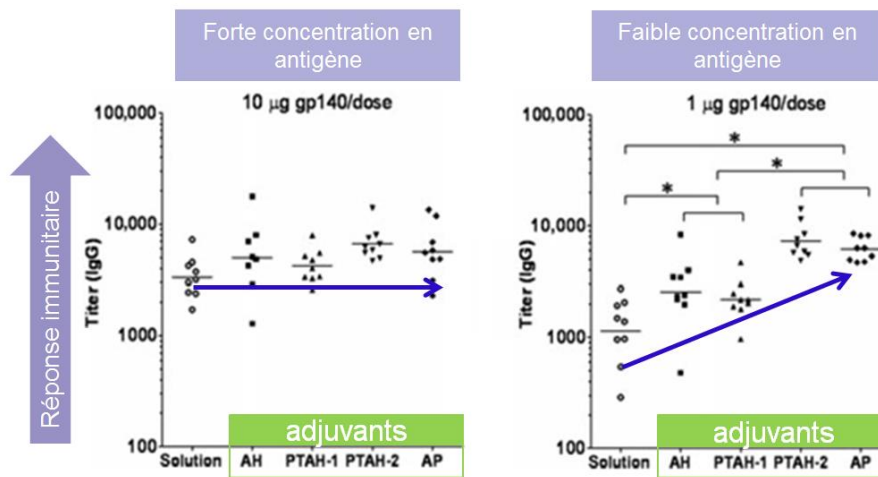 Forte concentration en
antigène
Faible concentration en
antigène
Réponse immunitaire
10 μg gp140/dose
100,000
10,000
1000
100
Titer (IgG)
adjuvants
Solution AH PTAH-1 PTAH-2 AP
1 μg gp140/dose
100,000
10,000
1000
100
Titer (IgG)
*
*
*
adjuvants
Solution AH PTAH-1 PTAH-2 AP